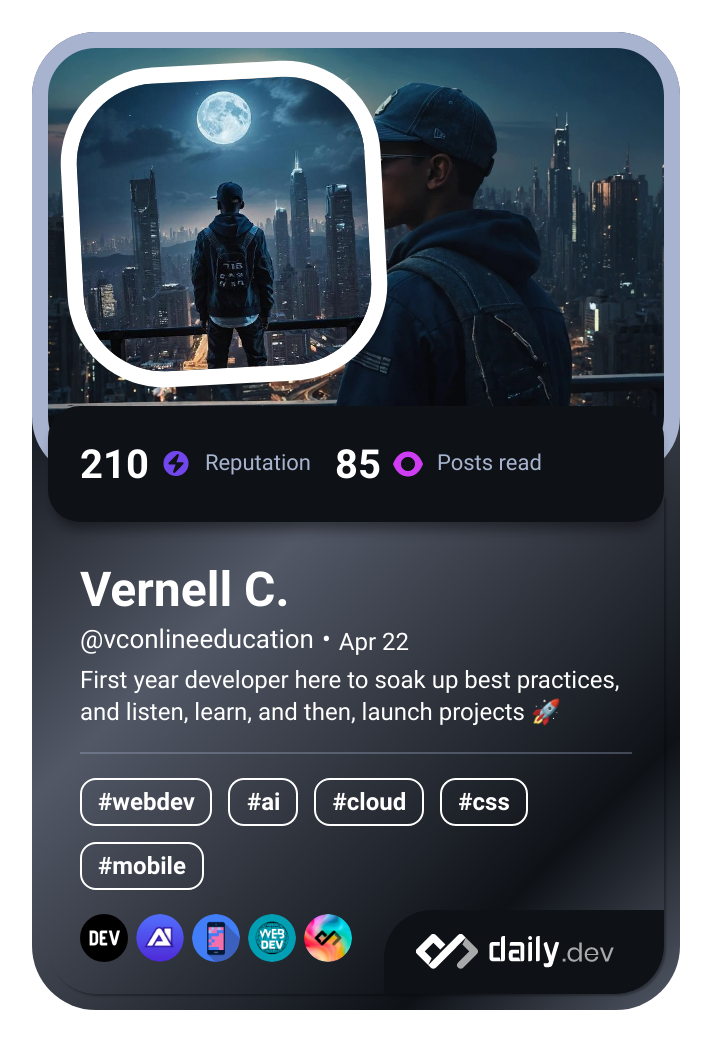 210 Reputation 85 Posts read
Vernell C.
@vconlineeducation • Apr 22
First year developer here to soak up best practices,
and listen, learn, and then, launch projects 🚀
#webdev #ai #cloud #css
#mobile
DEV WEB DEV daily.dev